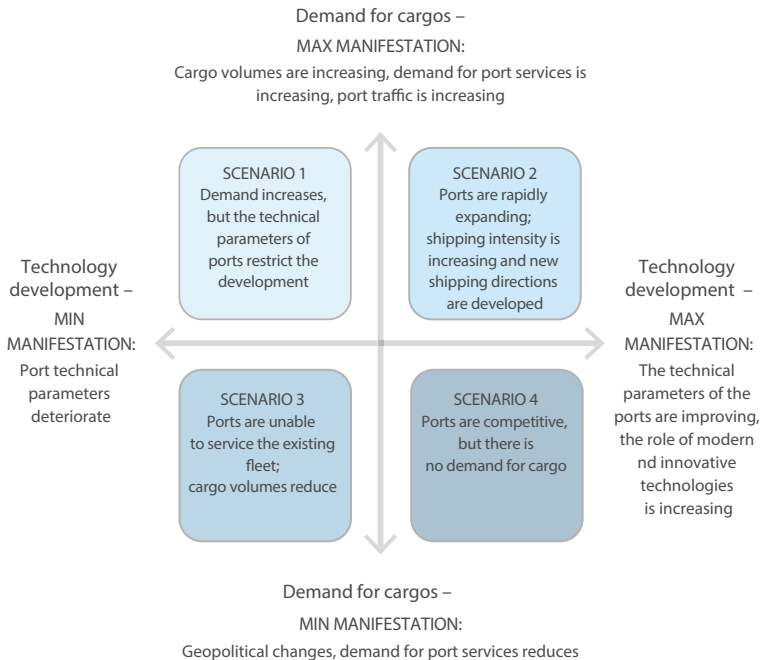 Demand for cargos –
MAX MANIFESTATION:
Cargo volumes are increasing, demand for port services is
increasing, port traffic is increasing
SCENARIO 1
Demand increases,
but the technical
parameters of
ports restrict the
development
SCENARIO 2
Ports are rapidly
expanding;
shipping intensity is
increasing and new
shipping directions
are developed
Technology
development –
MIN
MANIFESTATION:
Port technical
parameters
deteriorate
Technology
development –
MAX
MANIFESTATION:
The technical
parameters of the
ports are improving,
the role of modern
nd innovative
technologies
is increasing
SCENARIO 3
Ports are unable
to service the existing
fleet;
cargo volumes reduce
SCENARIO 4
Ports are competitive,
but there is
no demand for cargo
Demand for cargos –
MIN MANIFESTATION:
Geopolitical changes, demand for port services reduces